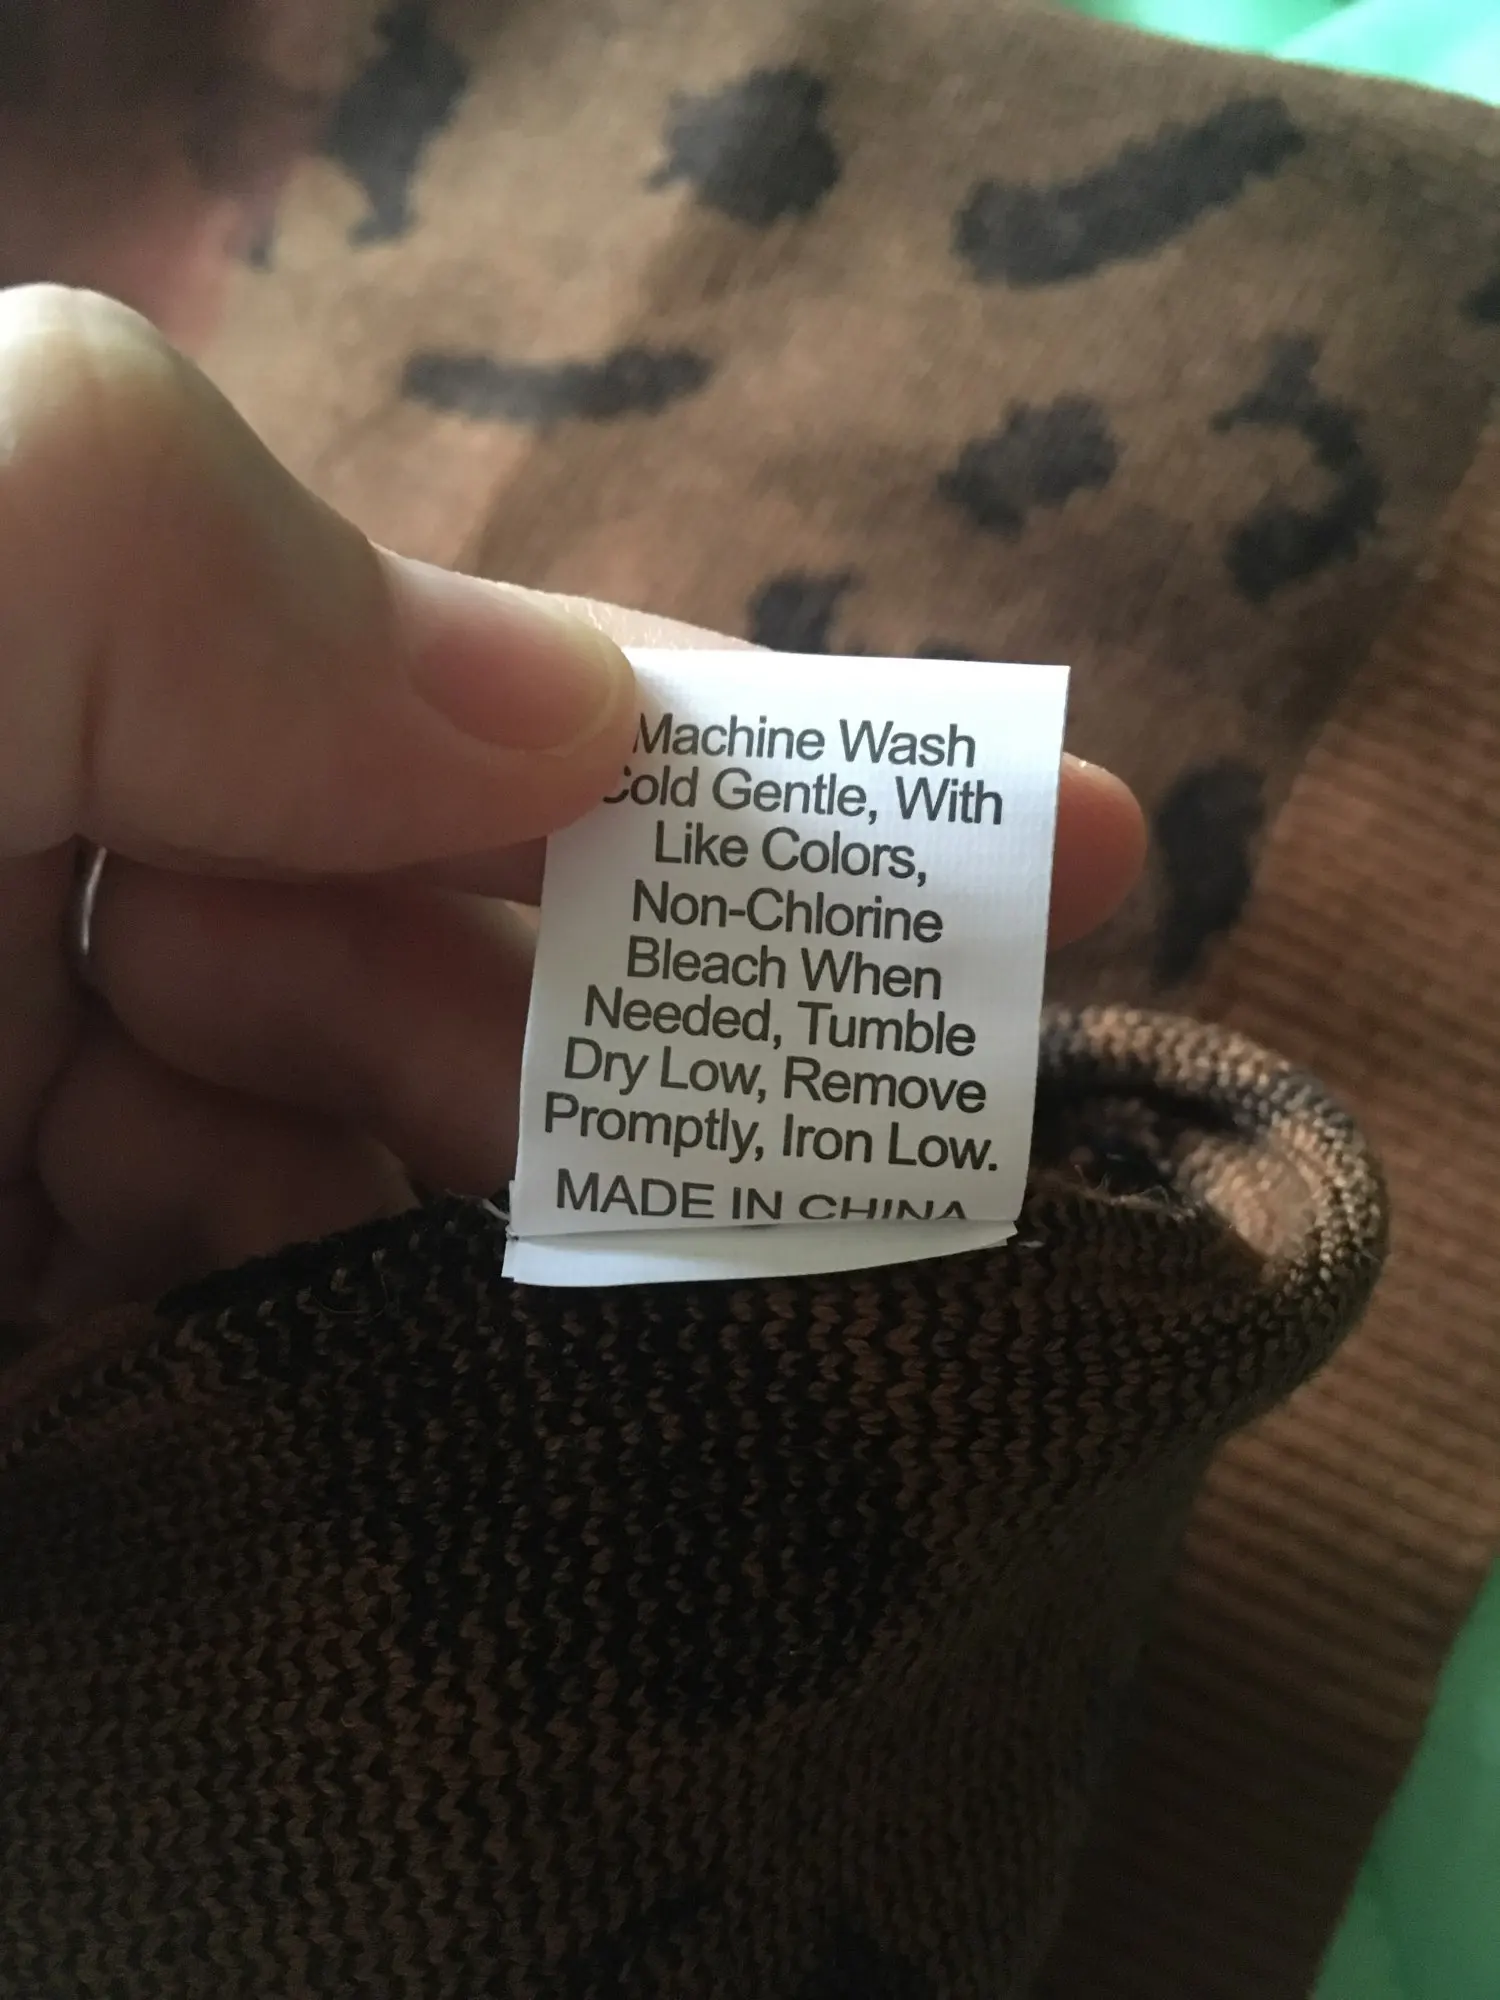 Machine Wash
Cold Gentle, With
Like Colors,
Non-Chlorine
Bleach When
Needed, Tumble
Dry Low, Remove
Promptly, Iron Low.
MADE IN CHINA